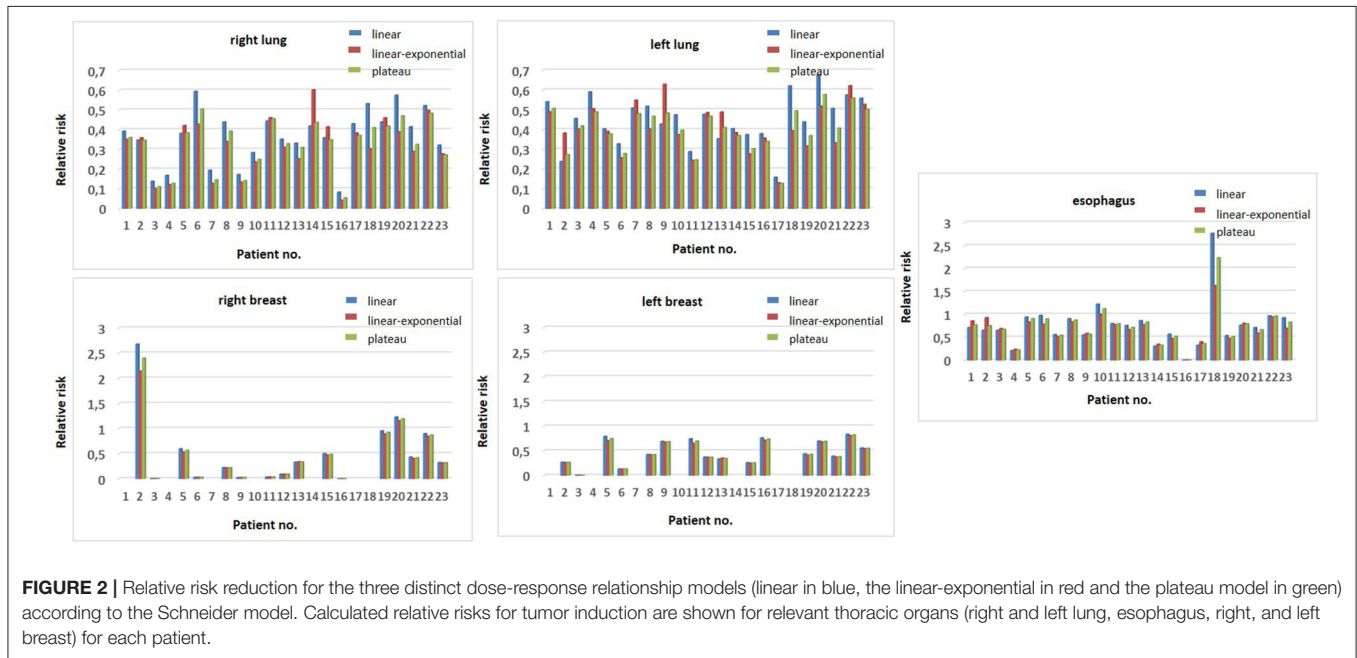 right lung
linear
linear-exponential
plateau
0,7
0,6
0,5
0,4
0,3
0,2
0,1
0
Relative risk
1 2 3 4 5 6 7 8 9 10 11 12 13 14 15 16 17 18 19 20 21 22 23
Patient no.
left lung
linear
linear-exponential
plateau
0,7
0,6
0,5
0,4
0,3
0,2
0,1
0
Relative risk
1 2 3 4 5 6 7 8 9 10 11 12 13 14 15 16 17 18 19 20 21 22 23
Patient no.
esophagus
linear
linear-exponential
plateau
3
2,5
2
1,5
1
0,5
0
Relative risk
1 2 3 4 5 6 7 8 9 10 11 12 13 14 15 16 17 18 19 20 21 22 23
Patient no.
right breast
linear
linear-exponential
plateau
3
2,5
2
1,5
1
0,5
0
Relative risk
1 2 3 4 5 6 7 8 9 10 11 12 13 14 15 16 17 18 19 20 21 22 23
Patient no.
left breast
linear
linear-exponential
plateau
3
2,5
2
1,5
1
0,5
0
Relative risk
1 2 3 4 5 6 7 8 9 10 11 12 13 14 15 16 17 18 19 20 21 22 23
Patient no.
FIGURE 2 | Relative risk reduction for the three distinct dose-response relationship models (linear in blue, the linear-exponential in red and the plateau model in green)
according to the Schneider model. Calculated relative risks for tumor induction are shown for relevant thoracic organs (right and left lung, esophagus, right, and left
breast) for each patient.